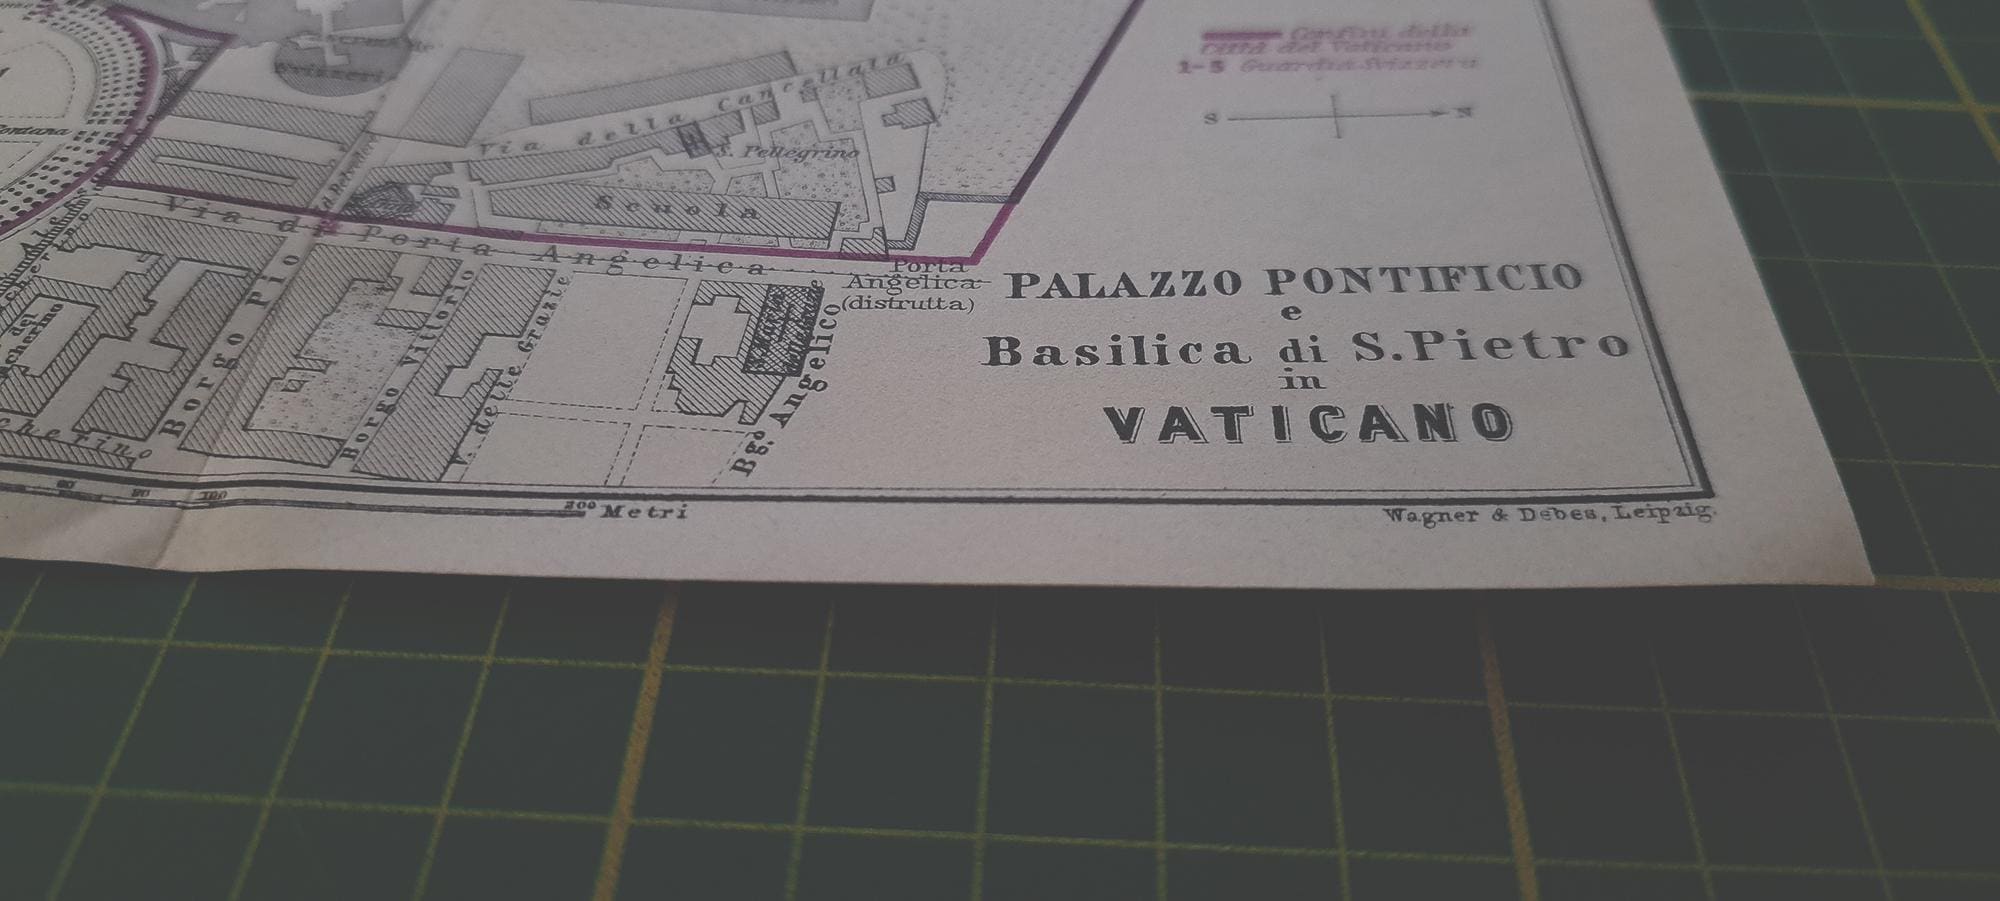 Confini della
Città del Vaticano
1-5 Guardia Svizzera
S N
Via della Cancellata
S. Pellegrino
Scuola
Via di Porta Angelica
Porta
Angelica
(distrutta)
Borgo Pio
Borgo Vittorio
V. delle Grazie
Bgo. Angelico
PALAZZO PONTIFICIO
e
Basilica di S. Pietro
in
VATICANO
100
200 Metri
Wagner & Debes, Leipzig.